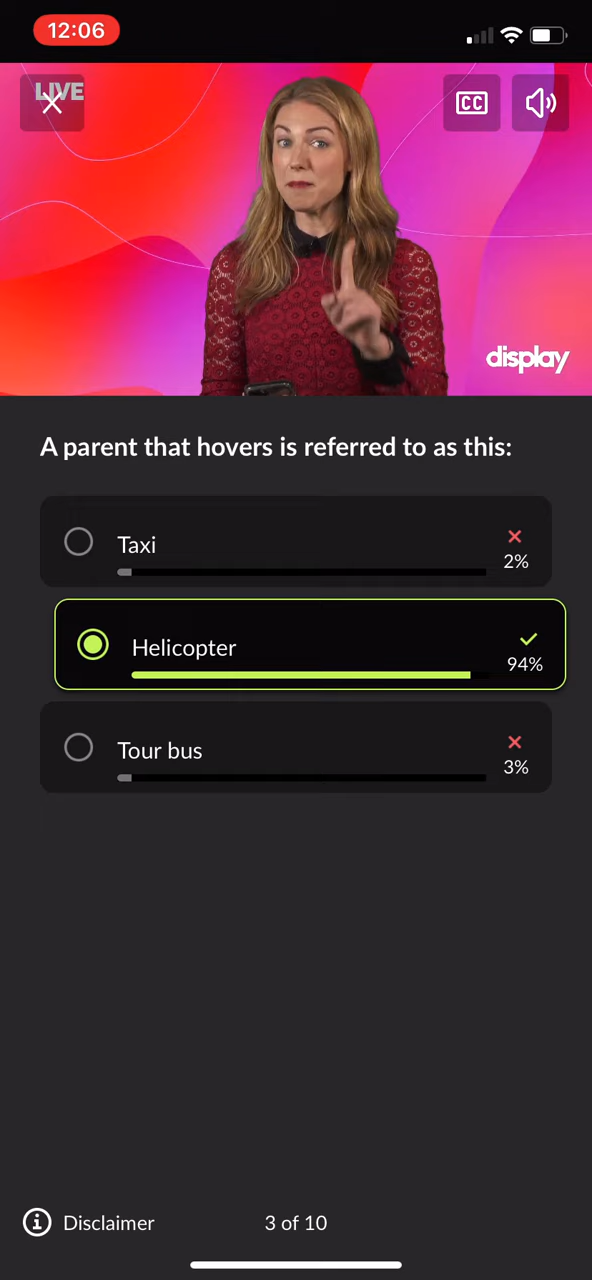 12:06
LIVE
CC
display
A parent that hovers is referred to as this:
Taxi
2%
Helicopter
94%
Tour bus
3%
Disclaimer
3 of 10